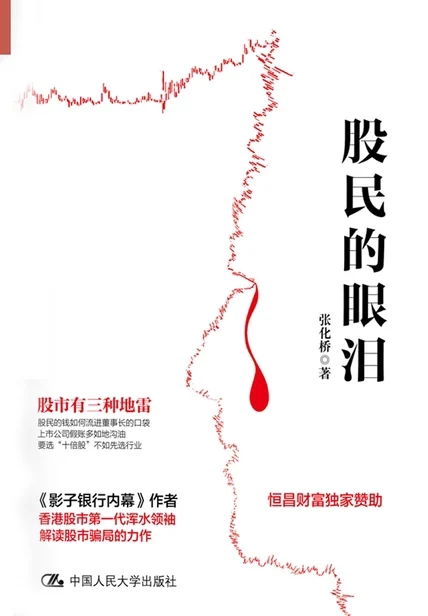 股民的眼泪
张化桥◎著
股市有三种地雷
股民的钱如何流进董事长的口袋
上市公司假账多如地沟油
要选“十倍股”不如先选行业
《影子银行内幕》作者
香港股市第一代浑水领袖
解读股市骗局的力作
恒昌财富独家赞助
中国人民大学出版社